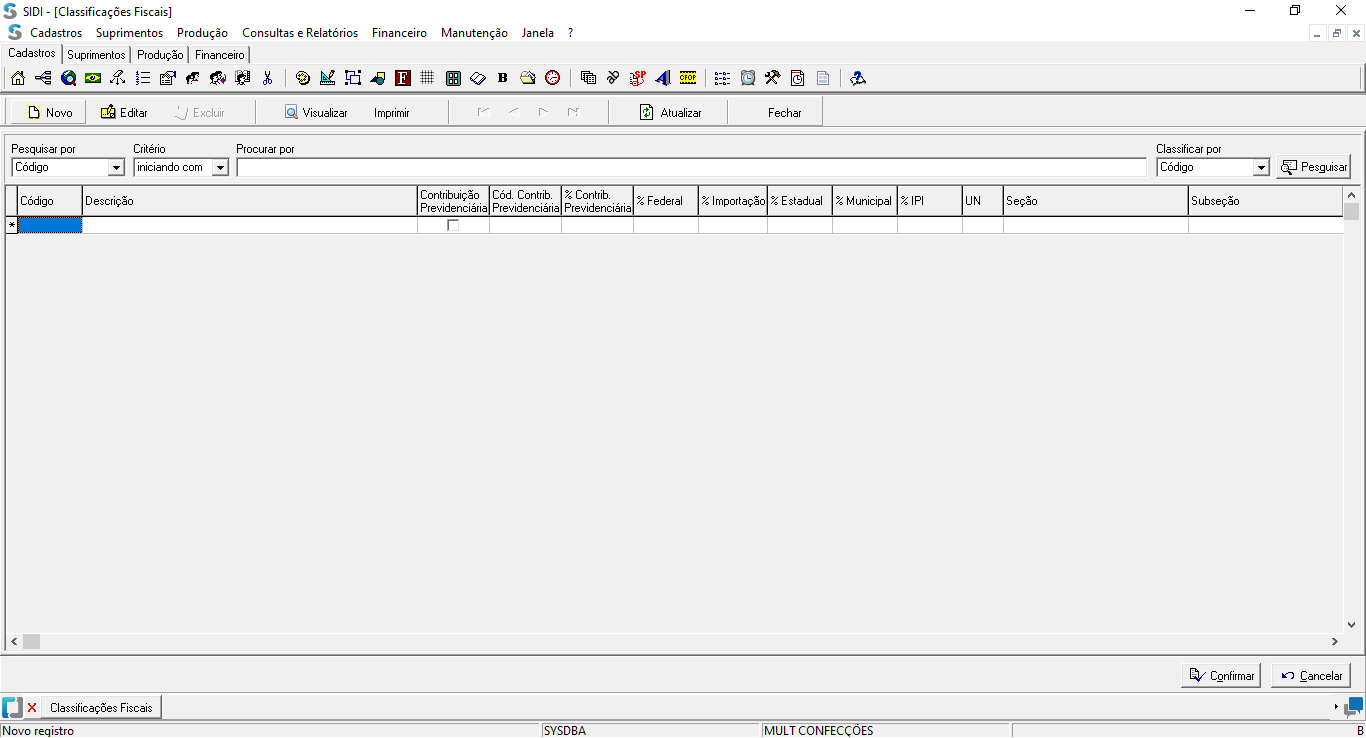 SIDI - [Classificações Fiscais]
Cadastros Suprimentos Produção Consultas e Relatórios Financeiro Manutenção Janela ?
Cadastros Suprimentos Produção Financeiro
F B SP CFOP
Novo Editar Excluir Visualizar Imprimir Atualizar Fechar
Pesquisar por Critério Procurar por Classificar por
Código iniciando com Código Pesquisar
Código Descrição Contribuição Previdenciária Cód. Contrib. Previdenciária % Contrib. Previdenciária % Federal % Importação % Estadual % Municipal % IPI UN Seção Subseção
*
Confirmar Cancelar
Classificações Fiscais
Novo registro SYSDBA MULT CONFECÇÕES B